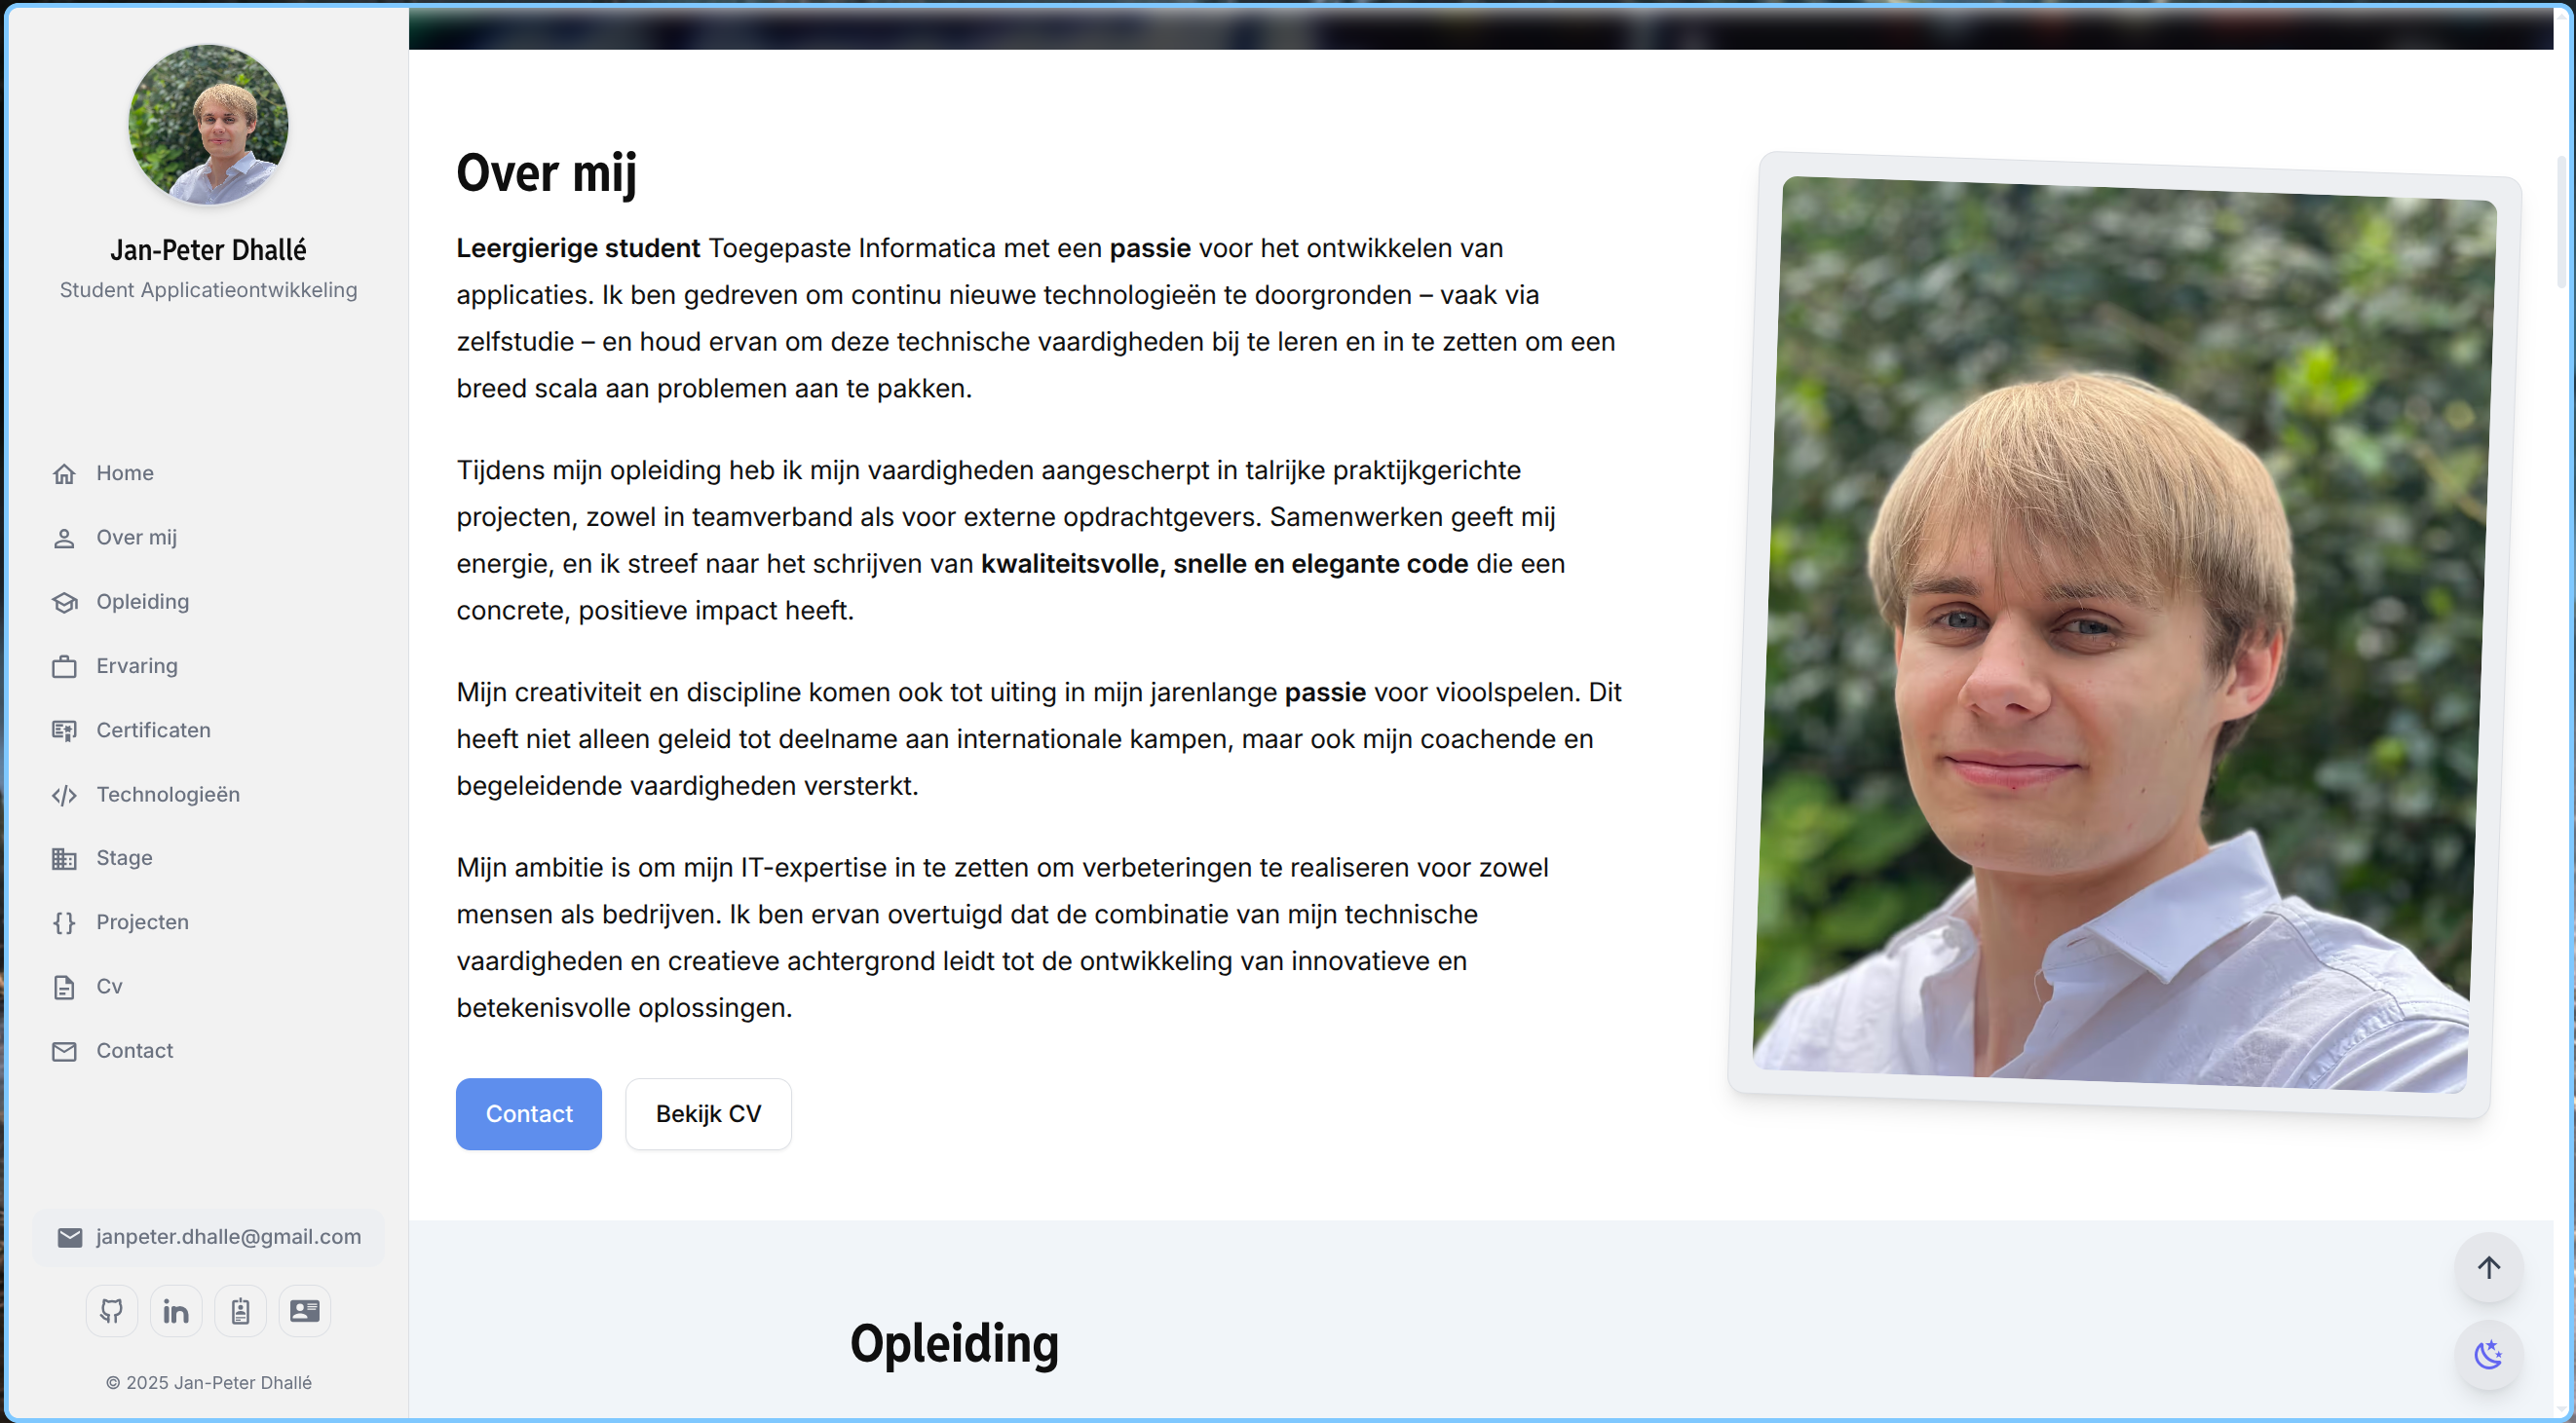 Jan-Peter Dhallé
Student Applicatieontwikkeling
Home
Over mij
Opleiding
Ervaring
Certificaten
Technologieën
Stage
Projecten
Cv
Contact
janpeter.dhalle@gmail.com
in
© 2025 Jan-Peter Dhallé
Over mij
Leergierige student Toegepaste Informatica met een passie voor het ontwikkelen van
applicaties. Ik ben gedreven om continu nieuwe technologieën te doorgronden – vaak via
zelfstudie – en houd ervan om deze technische vaardigheden bij te leren en in te zetten om een
breed scala aan problemen aan te pakken.
Tijdens mijn opleiding heb ik mijn vaardigheden aangescherpt in talrijke praktijkgerichte
projecten, zowel in teamverband als voor externe opdrachtgevers. Samenwerken geeft mij
energie, en ik streef naar het schrijven van kwaliteitsvolle, snelle en elegante code die een
concrete, positieve impact heeft.
Mijn creativiteit en discipline komen ook tot uiting in mijn jarenlange passie voor vioolspelen. Dit
heeft niet alleen geleid tot deelname aan internationale kampen, maar ook mijn coachende en
begeleidende vaardigheden versterkt.
Mijn ambitie is om mijn IT-expertise in te zetten om verbeteringen te realiseren voor zowel
mensen als bedrijven. Ik ben ervan overtuigd dat de combinatie van mijn technische
vaardigheden en creatieve achtergrond leidt tot de ontwikkeling van innovatieve en
betekenisvolle oplossingen.
Contact
Bekijk CV
Opleiding